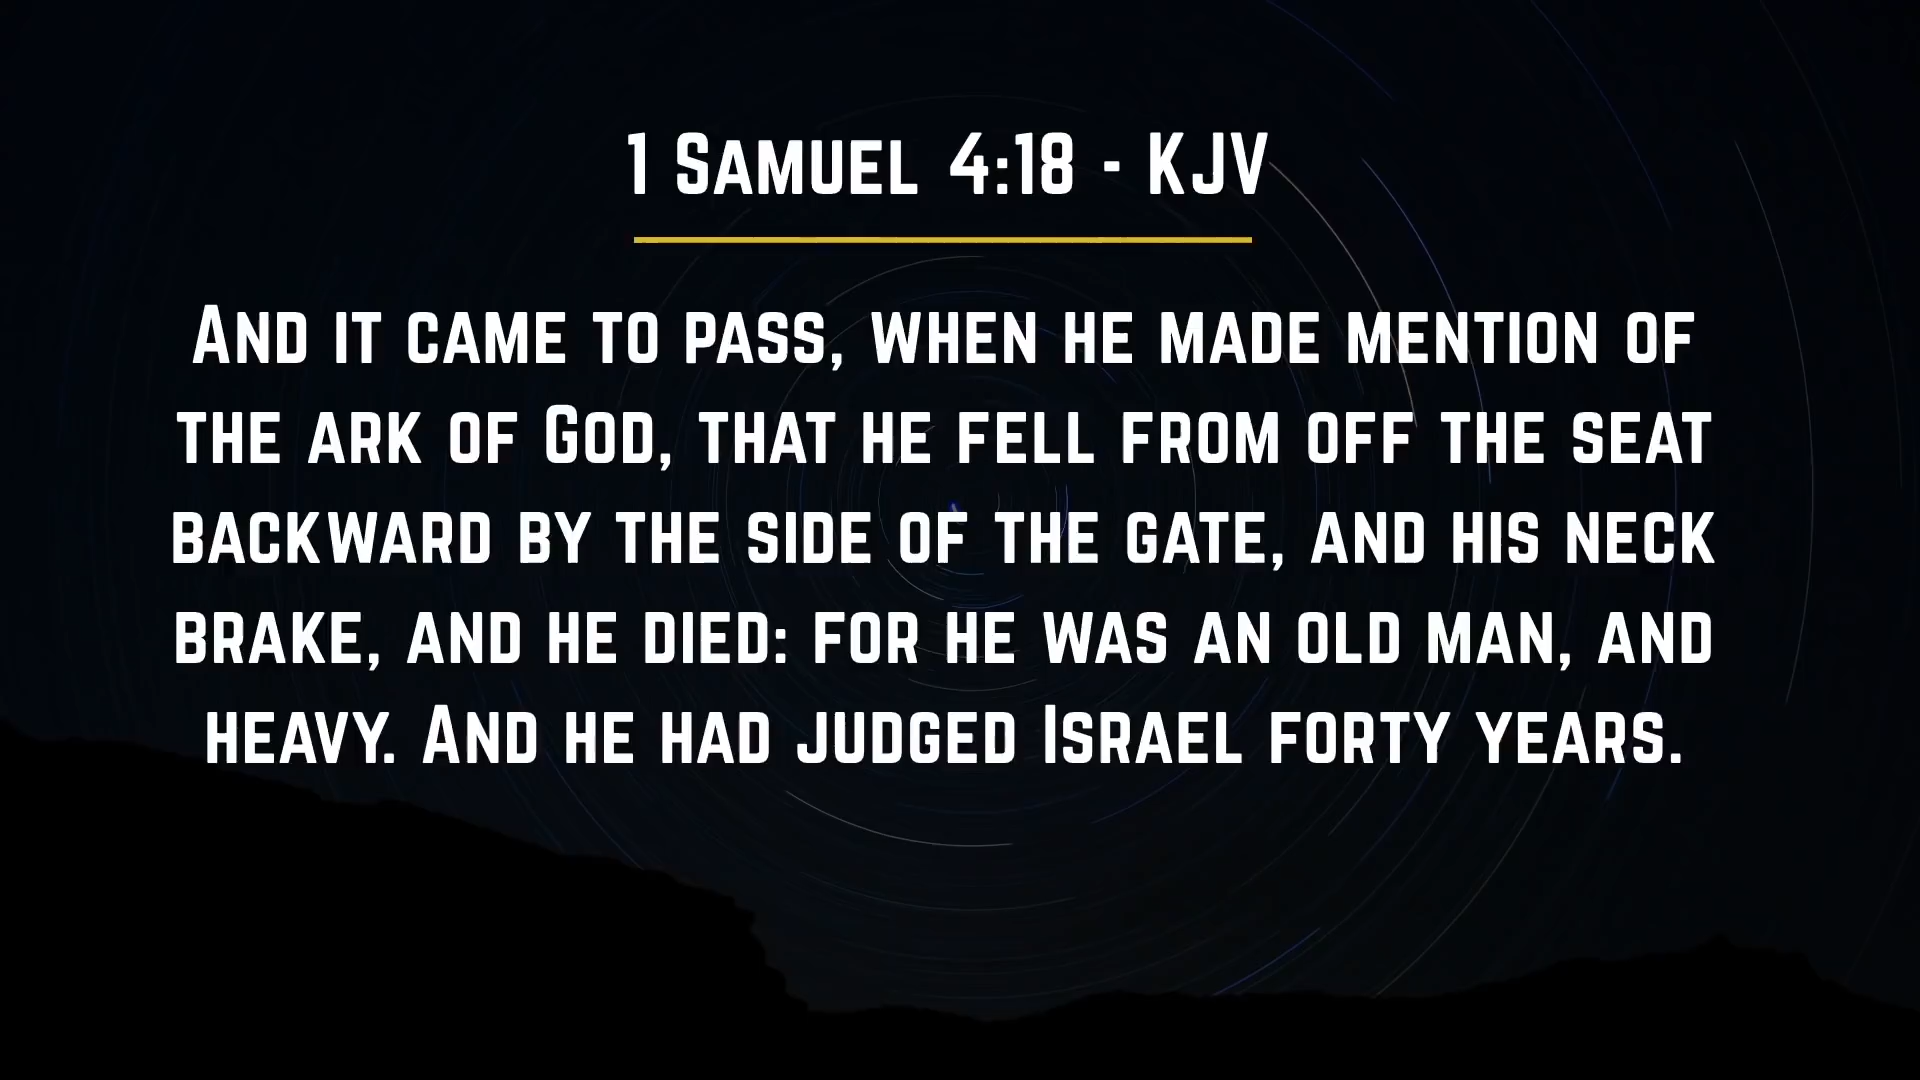 1 Samuel 4:18 - KJV
And it came to pass, when he made mention of
the ark of God, that he fell from off the seat
backward by the side of the gate, and his neck
brake, and he died: for he was an old man, and
heavy. And he had judged Israel forty years.